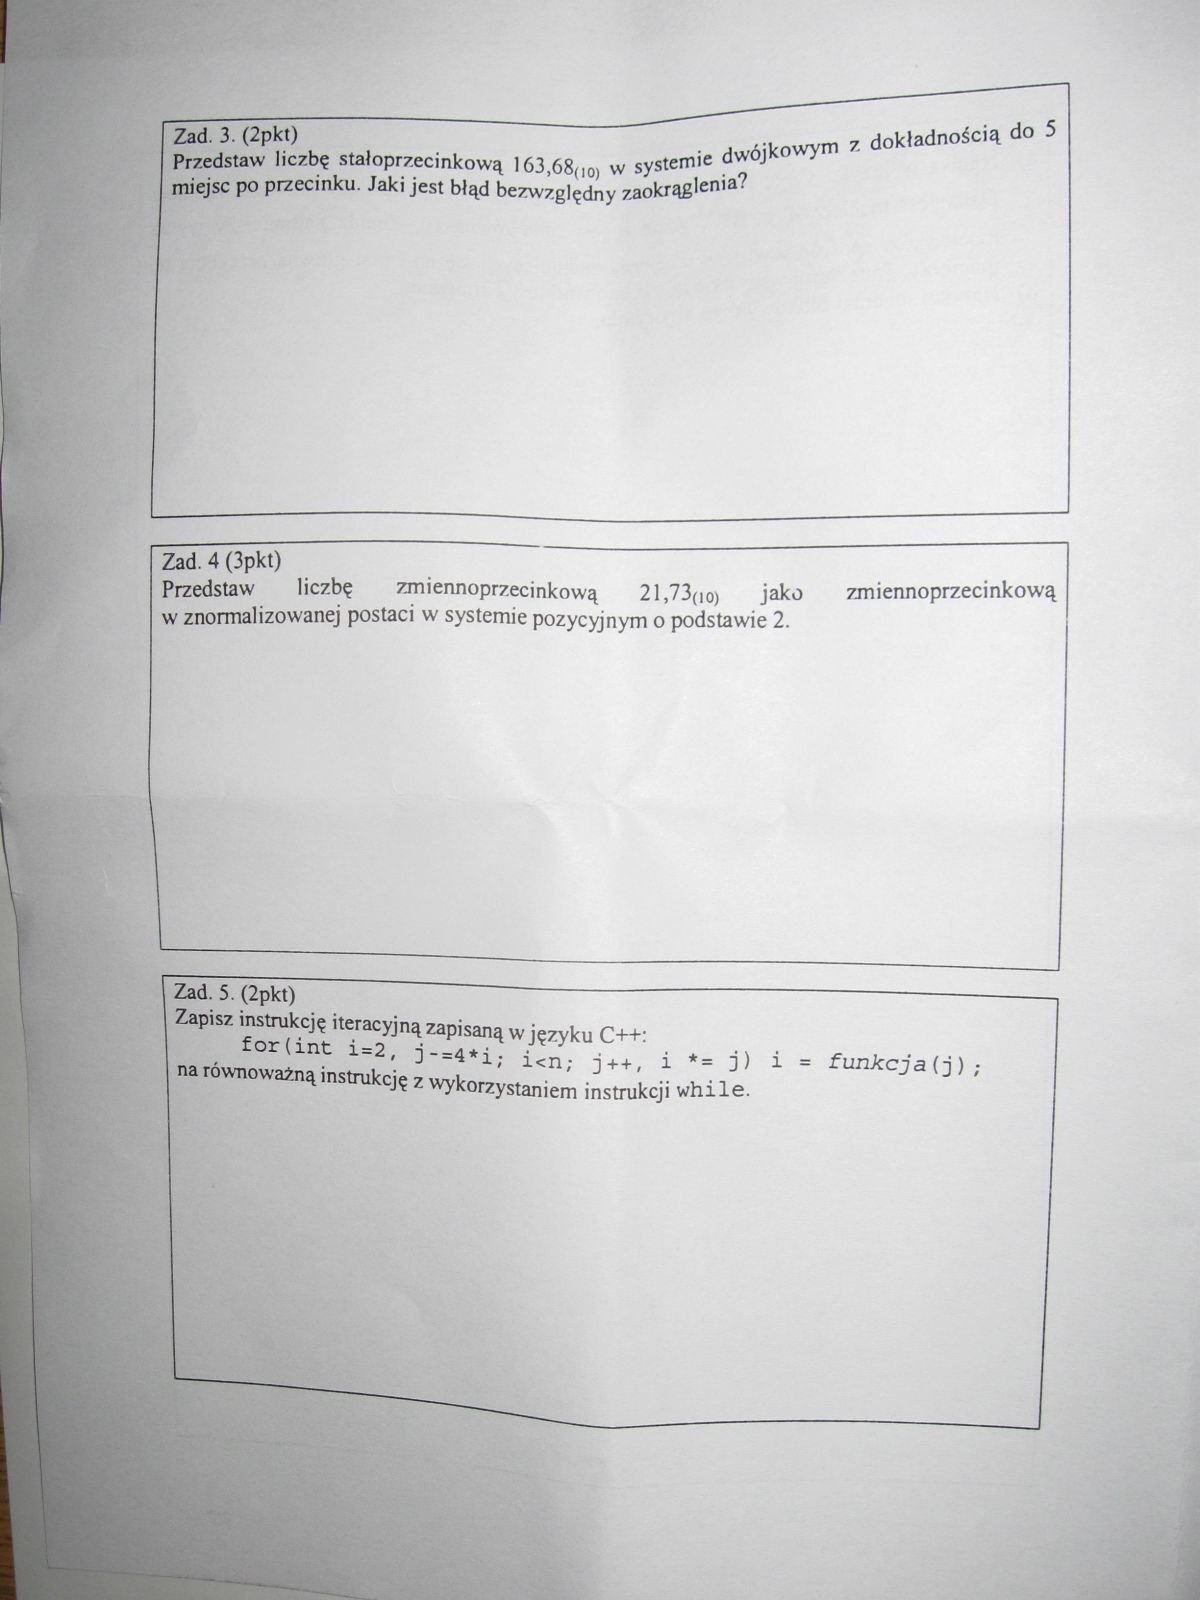 Zad. 3. (2pkt)
Przedstaw liczbę stałoprzecinkową 163,68(10) w systemie dwójkowym z dokładnością do 5
miejsc po przecinku. Jaki jest błąd bezwzględny zaokrąglenia?
Zad. 4 (3pkt)
Przedstaw liczbę zmiennoprzecinkową 21,73(10) jako zmiennoprzecinkową
w znormalizowanej postaci w systemie pozycyjnym o podstawie 2.
Zad. 5. (2pkt)
Zapisz instrukcję iteracyjną zapisaną w języku C++:
for(int i=2, j-=4*i; i<n; j++, i *= j) i = funkcja(j);
na równoważną instrukcję z wykorzystaniem instrukcji while.